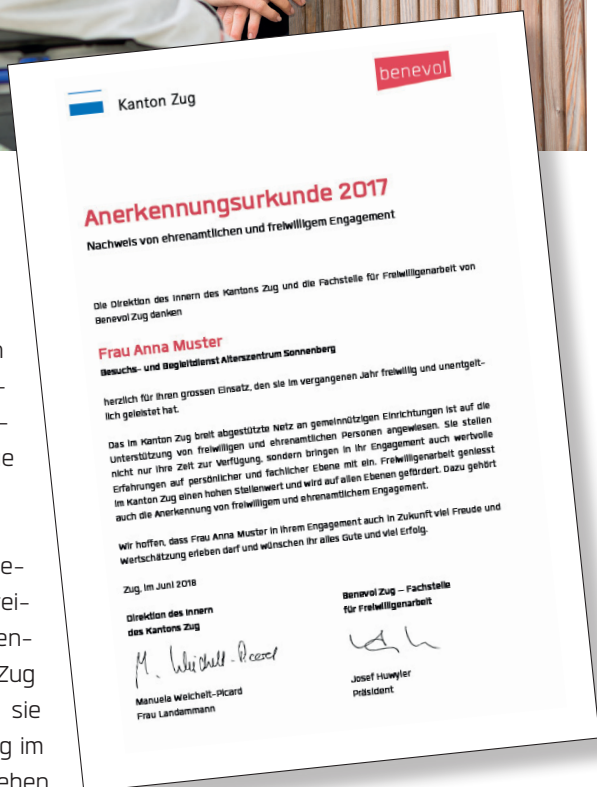 Kanton Zug
benevol
Anerkennungsurkunde 2017
Nachweis von ehrenamtlichen und freiwilligem Engagement
Die Direktion des Innern des Kantons Zug und die Fachstelle für Freiwilligenarbeit von
Benevol Zug danken
Frau Anna Muster
Besuchs- und Begleitdienst Alterszentrum Sonnenberg
herzlich für Ihren grossen Einsatz, den sie im vergangenen Jahr freiwillig und unentgelt-
lich geleistet hat.
Das im Kanton Zug breit abgestützte Netz an gemeinnützigen Einrichtungen ist auf die
Unterstützung von freiwilligen und ehrenamtlichen Personen angewiesen. Sie stellen
nicht nur ihre Zeit zur Verfügung, sondern bringen in ihr Engagement auch wertvolle
Erfahrungen auf persönlicher und fachlicher Ebene mit ein. Freiwilligenarbeit geniesst
im Kanton Zug einen hohen Stellenwert und wird auf allen Ebenen gefördert. Dazu gehört
auch die Anerkennung von freiwilligem und ehrenamtlichem Engagement.
Wir hoffen, dass Frau Anna Muster in Ihrem Engagement auch in Zukunft viel Freude und
Wertschätzung erleben darf und wünschen Ihr alles Gute und viel Erfolg.
Zug, im Juni 2018
Direktion des Innern
des Kantons Zug
M. Weichelt-Picard
Manuela Weichelt-Picard
Frau Landammann
Benevol Zug – Fachstelle
für Freiwilligenarbeit
Josef Huwyler
Präsident
n
-
-
e
e-
rei-
en-
Zug
sie
g im
ehen